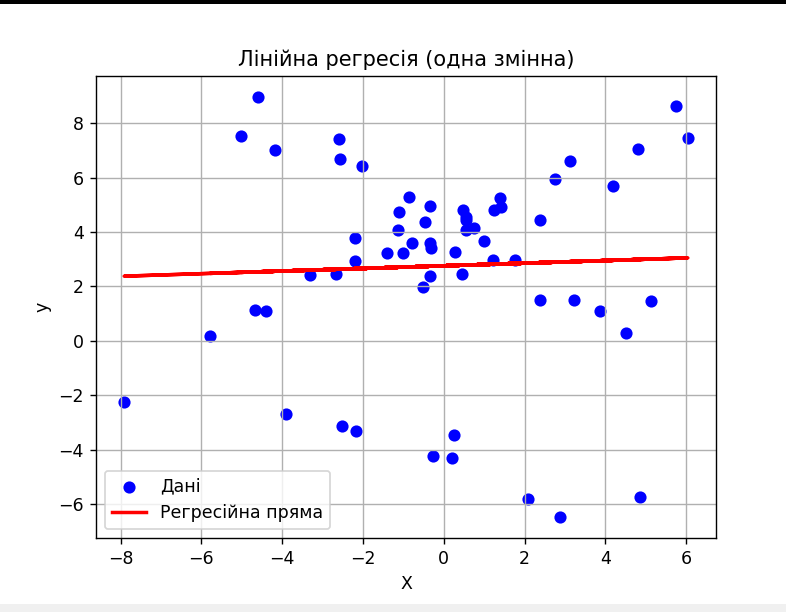 Лінійна регресія (одна змінна)
8
6
4
2
0
−2
−4
−6
y
Дані
Регресійна пряма
−8 −6 −4 −2 0 2 4 6
X